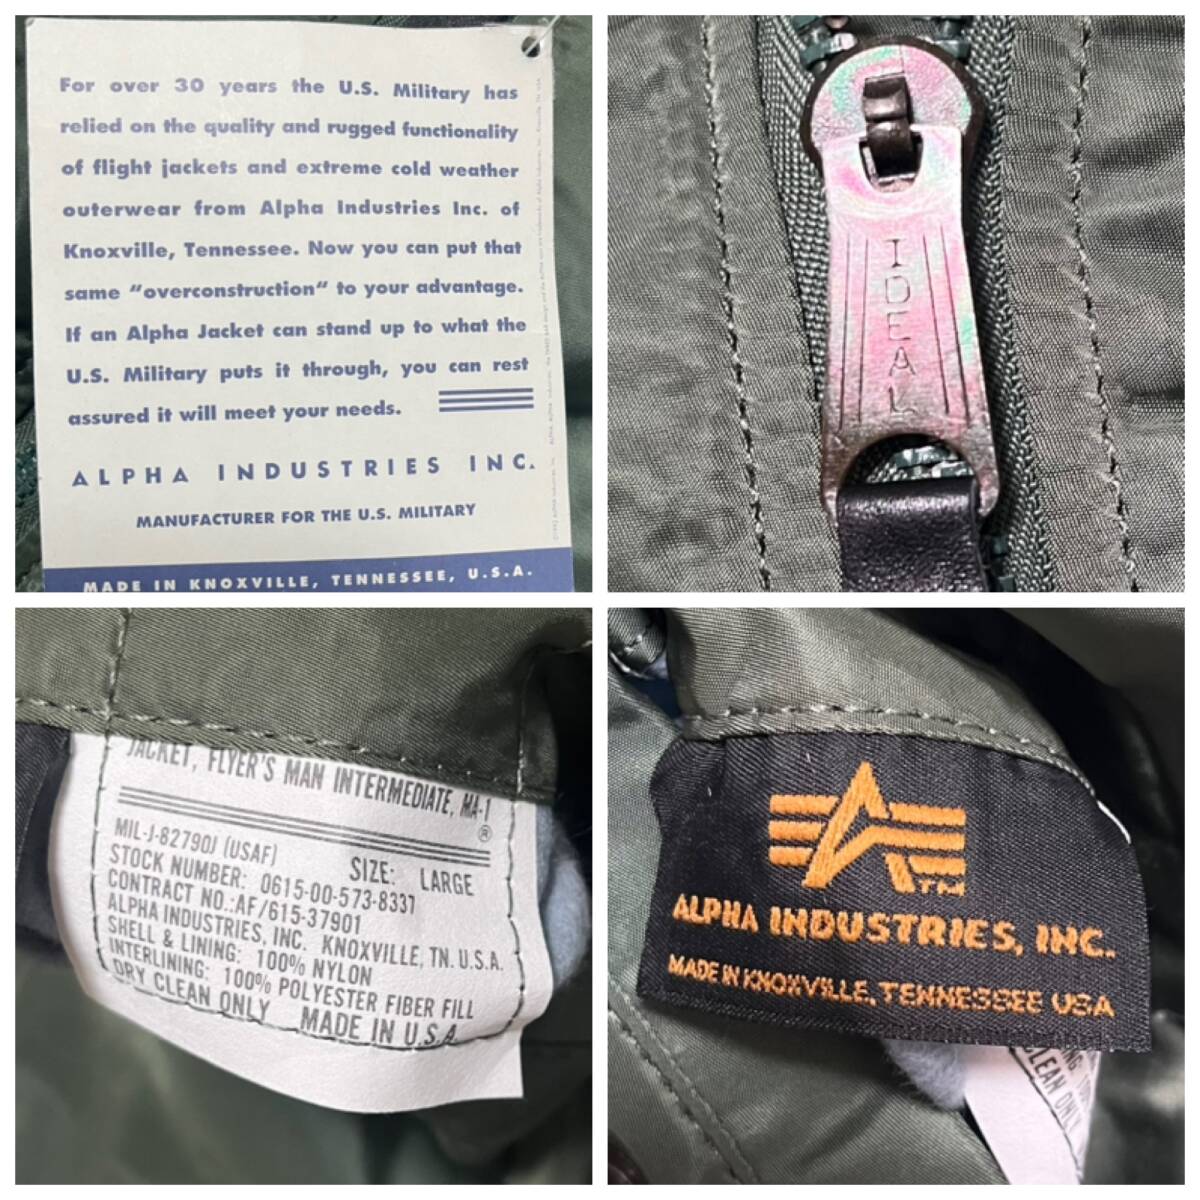 For over 30 years the U.S. Military has
relied on the quality and rugged functionality
of flight jackets and extreme cold weather
outerwear from Alpha Industries Inc. of
Knoxville, Tennessee. Now you can put that
same "overconstruction" to your advantage.
If an Alpha Jacket can stand up to what the
U.S. Military puts it through, you can rest
assured it will meet your needs.
ALPHA INDUSTRIES INC.
MANUFACTURER FOR THE U.S. MILITARY
MADE IN KNOXVILLE, TENNESSEE, U.S.A.
IDEAL
JACKET, FLYER'S MAN INTERMEDIATE, MA-1
®
MIL-J-82790J (USAF)
SIZE: LARGE
STOCK NUMBER: 0615-00-573-8337
CONTRACT NO.:AF/615-37901
ALPHA INDUSTRIES, INC. KNOXVILLE, TN. U.S.A.
SHELL & LINING: 100% NYLON
INTERLINING: 100% POLYESTER FIBER FILL
DRY CLEAN ONLY MADE IN U.S.A.
TM
ALPHA INDUSTRIES, INC.
MADE IN KNOXVILLE, TENNESSEE USA